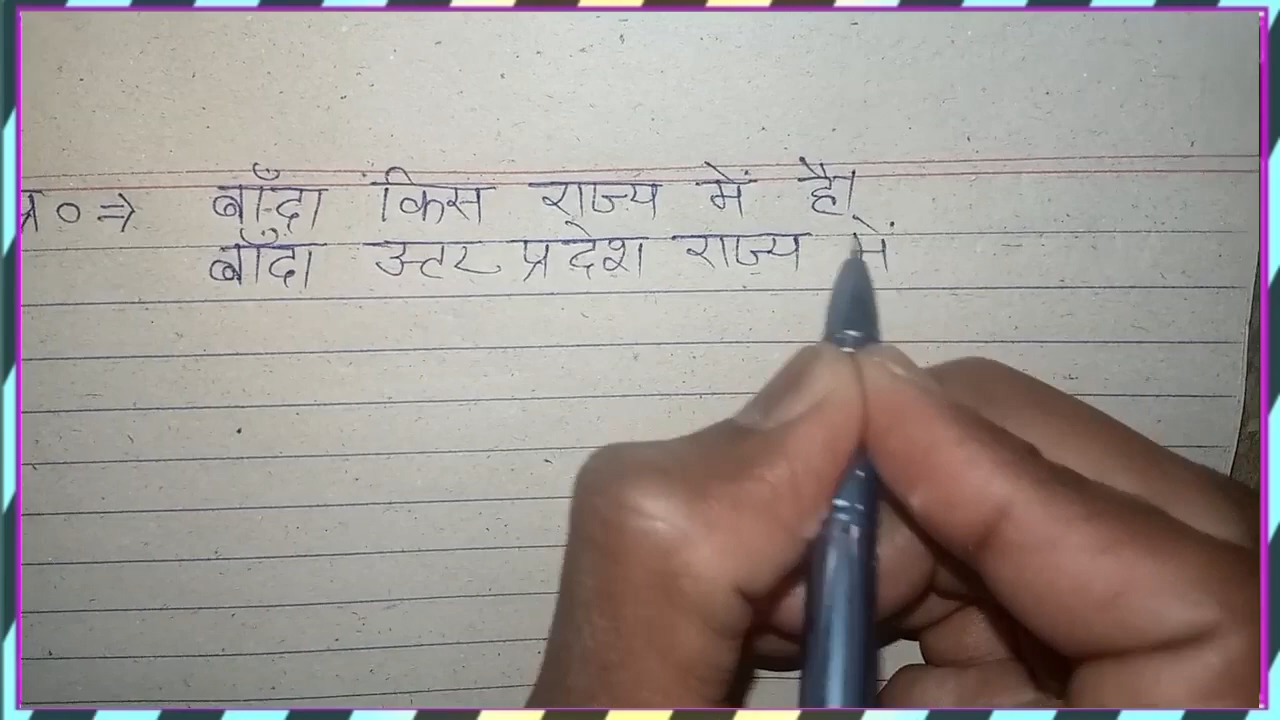 प्र० ⇒ बाँदा किस राज्य में है।
बाँदा उत्तर प्रदेश राज्य में